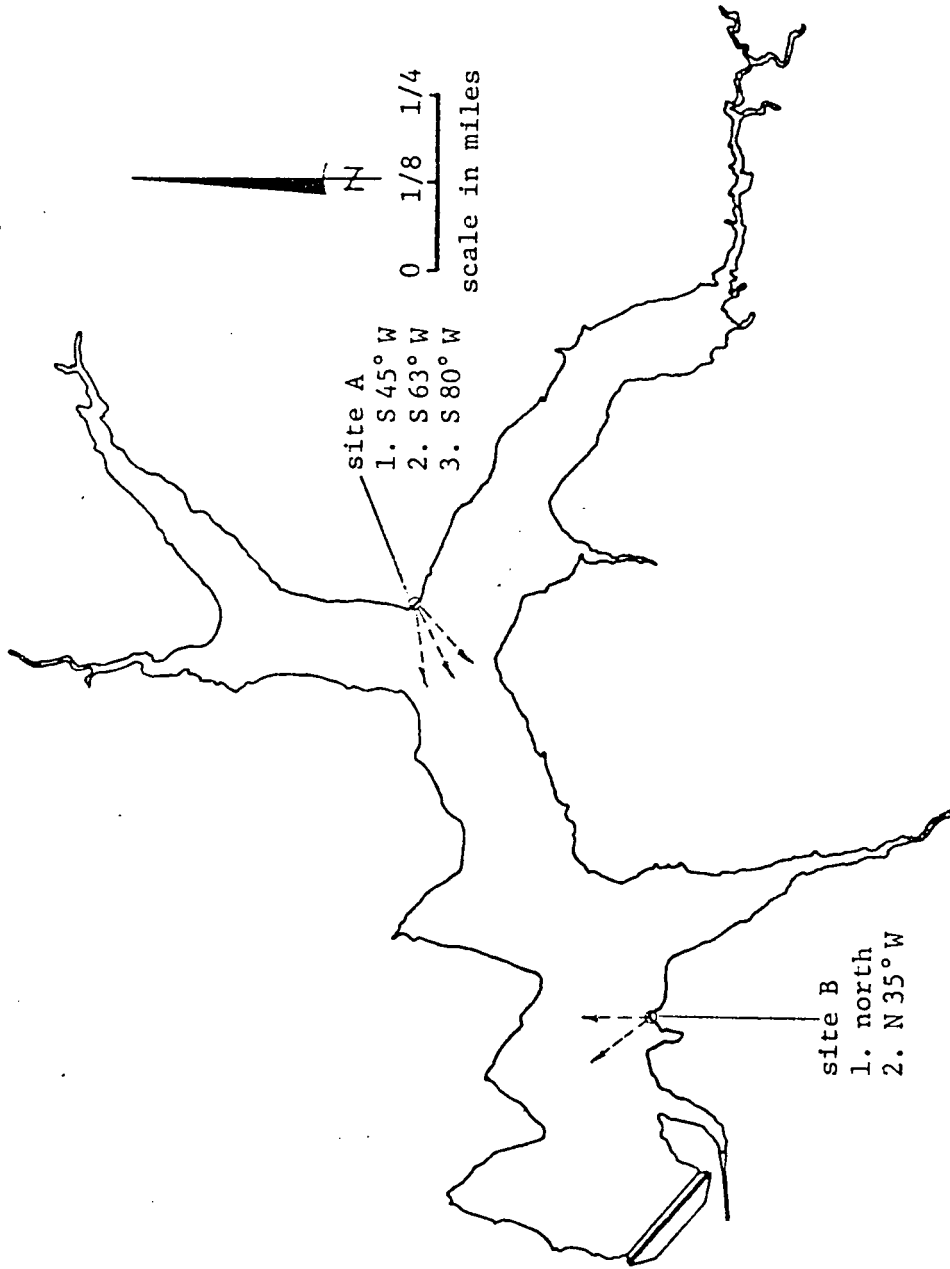 N
0 1/8 1/4
scale in miles
site A
1. S 45° W
2. S 63° W
3. S 80° W
site B
1. north
2. N 35° W